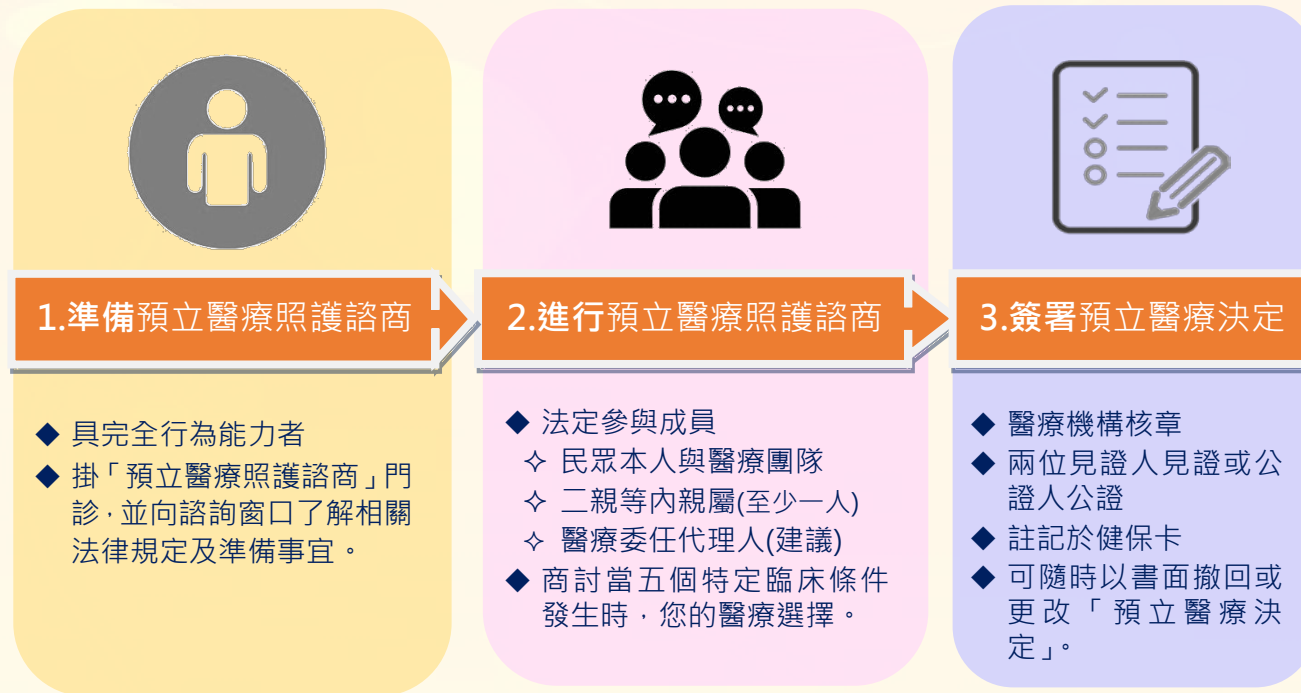 1.準備預立醫療照護諮商
◆ 具完全行為能力者
◆ 掛「預立醫療照護諮商」門
診,並向諮詢窗口了解相關
法律規定及準備事宜。
2.進行預立醫療照護諮商
◆ 法定參與成員
✧ 民眾本人與醫療團隊
✧ 二親等內親屬(至少一人)
✧ 醫療委任代理人(建議)
◆ 商討當五個特定臨床條件
發生時,您的醫療選擇。
3.簽署預立醫療決定
◆ 醫療機構核章
◆ 兩位見證人見證或公
證人公證
◆ 註記於健保卡
◆ 可隨時以書面撤回或
更改「預立醫療決
定」。